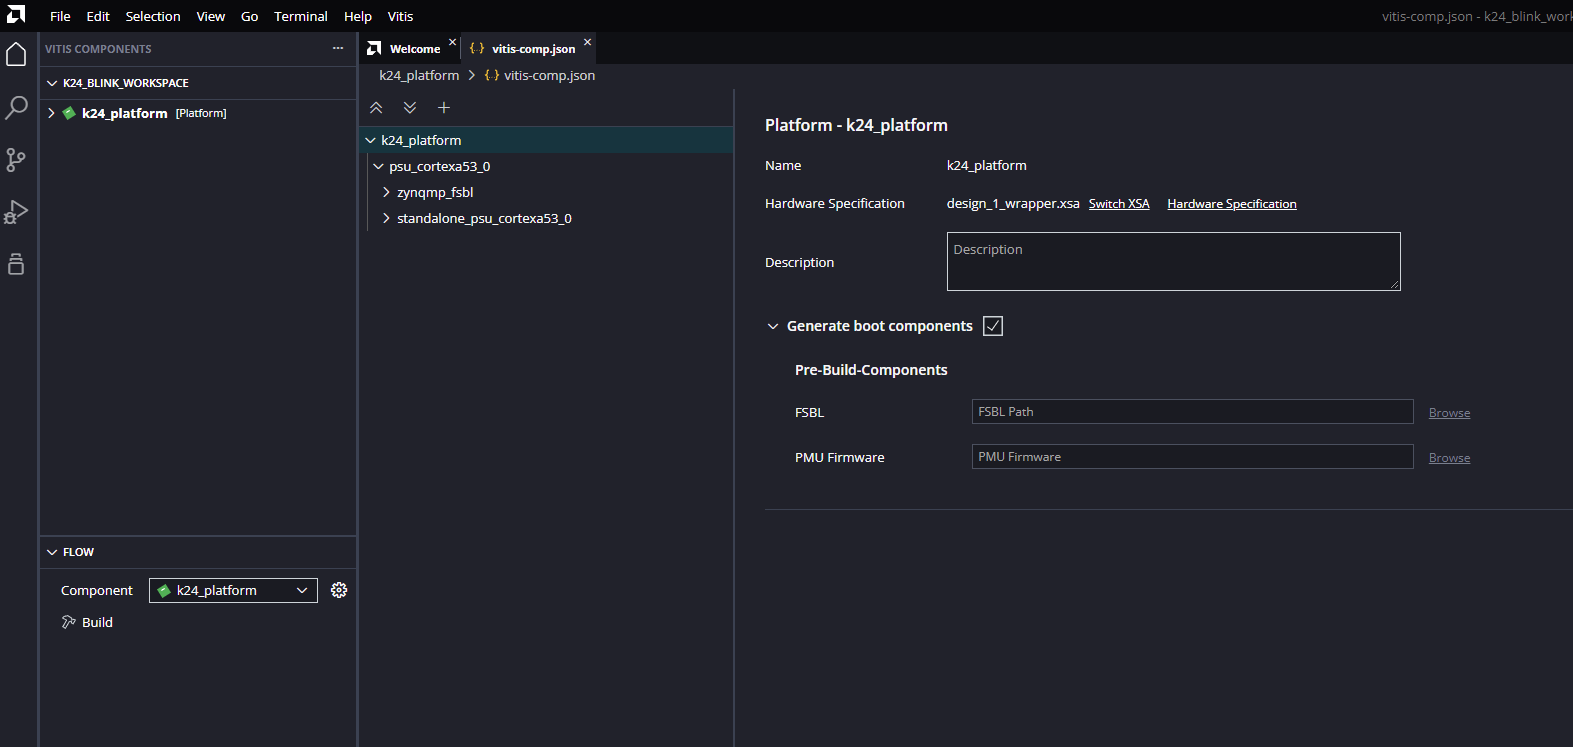 File Edit Selection View Go Terminal Help Vitis vitis-comp.json - k24_blink_work
VITIS COMPONENTS ···
Welcome vitis-comp.json
k24_platform > vitis-comp.json
K24_BLINK_WORKSPACE
k24_platform [Platform]
k24_platform
psu_cortexa53_0
zynqmp_fsbl
standalone_psu_cortexa53_0
Platform - k24_platform
Name k24_platform
Hardware Specification design_1_wrapper.xsa Switch XSA Hardware Specification
Description Description
Generate boot components
Pre-Build-Components
FSBL FSBL Path Browse
PMU Firmware PMU Firmware Browse
FLOW
Component k24_platform
Build